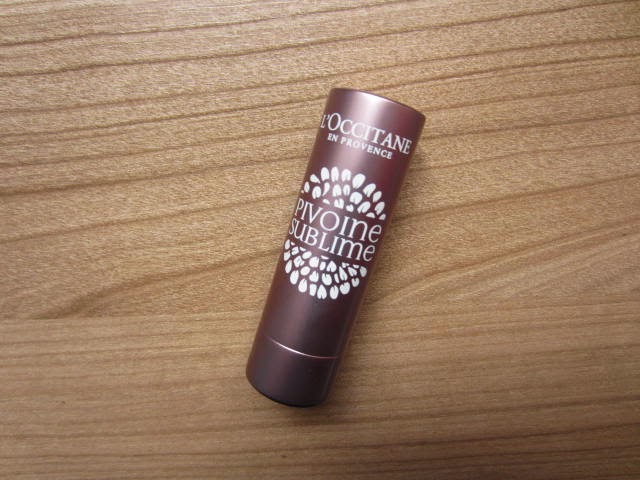 L'OCCITANE
EN PROVENCE
PIVOINE
SUBLIME